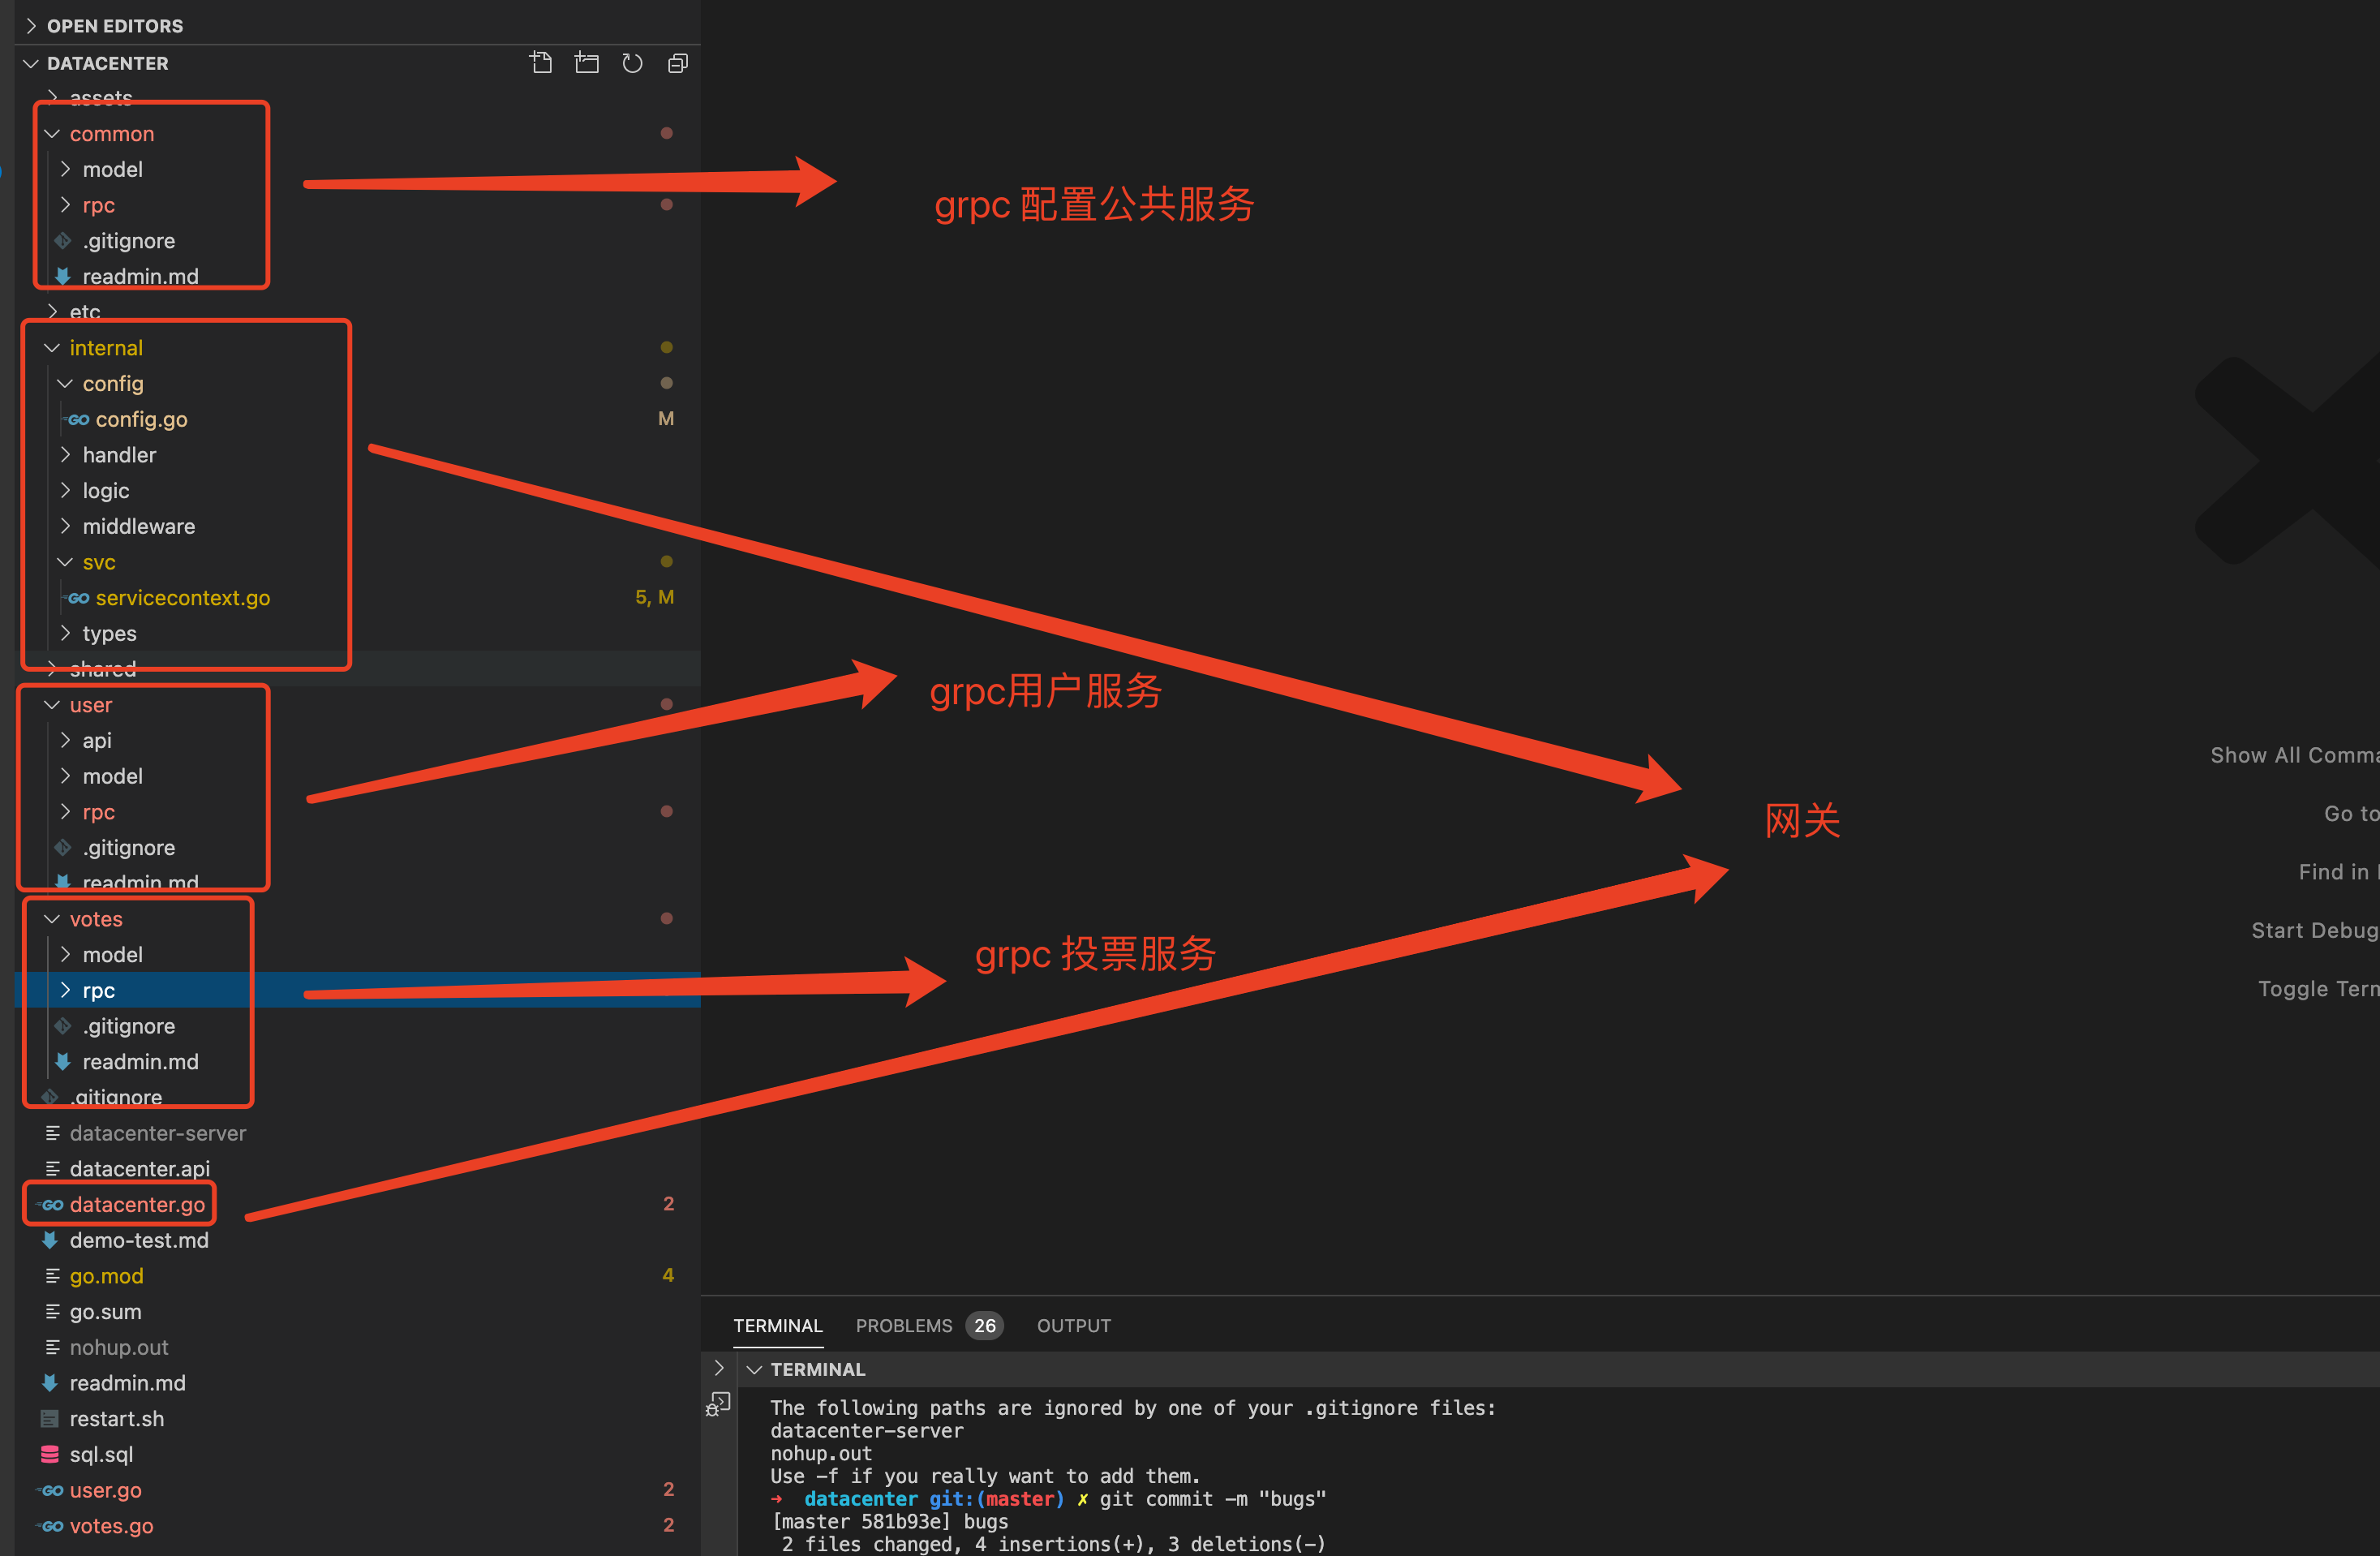 OPEN EDITORS
DATACENTER
assets
common
model
rpc
.gitignore
readmin.md
etc
internal
config
config.go M
handler
logic
middleware
svc
servicecontext.go 5, M
types
shared
user
api
model
rpc
.gitignore
readmin.md
votes
model
rpc
.gitignore
readmin.md
.gitignore
datacenter-server
datacenter.api
datacenter.go 2
demo-test.md
go.mod 4
go.sum
nohup.out
readmin.md
restart.sh
sql.sql
user.go 2
votes.go 2
grpc 配置公共服务
grpc用户服务
网关
grpc 投票服务
Show All Comma
Go to
Find in
Start Debug
Toggle Term
TERMINAL PROBLEMS 26 OUTPUT
TERMINAL
The following paths are ignored by one of your .gitignore files:
datacenter-server
nohup.out
Use -f if you really want to add them.
➜ datacenter git:(master) ✗ git commit -m "bugs"
[master 581b93e] bugs
2 files changed, 4 insertions(+), 3 deletions(-)